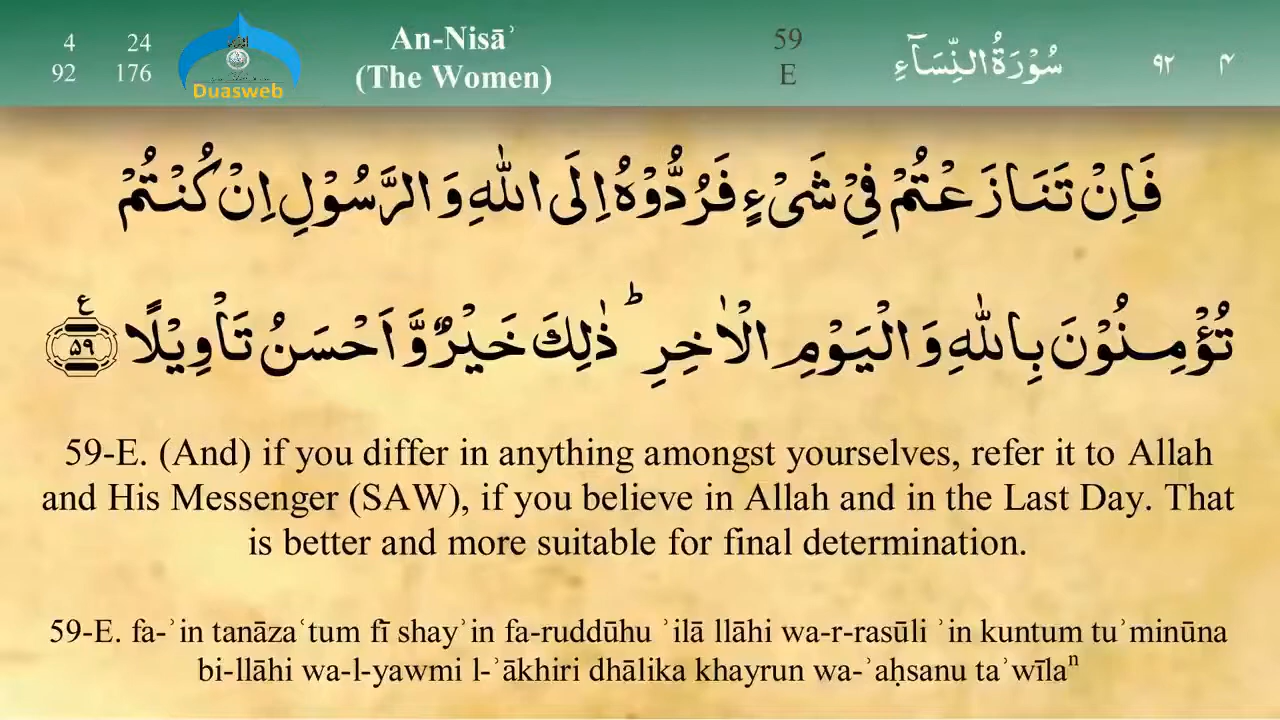 4 24
92 176
Duasweb
An-Nisāʾ
(The Women)
59
E
سُوْرَةُ النِّسَآءِ
٩٢ ٤
فَاِنْ تَنَازَعْتُمْ فِیْ شَیْءٍ فَرُدُّوْهُ اِلَی اللّٰهِ وَ الرَّسُوْلِ اِنْ كُنْتُمْ
تُؤْمِنُوْنَ بِاللّٰهِ وَ الْیَوْمِ الْاٰخِرِ ؕ ذٰلِكَ خَیْرٌ وَّ اَحْسَنُ تَاْوِیْلًا ۵۹ ع
59-E. (And) if you differ in anything amongst yourselves, refer it to Allah
and His Messenger (SAW), if you believe in Allah and in the Last Day. That
is better and more suitable for final determination.
59-E. fa-ʾin tanāzaʿtum fī shayʾin fa-ruddūhu ʾilā llāhi wa-r-rasūli ʾin kuntum tuʾminūna
bi-llāhi wa-l-yawmi l-ʾākhiri dhālika khayrun wa-ʾaḥsanu taʾwīlaⁿ